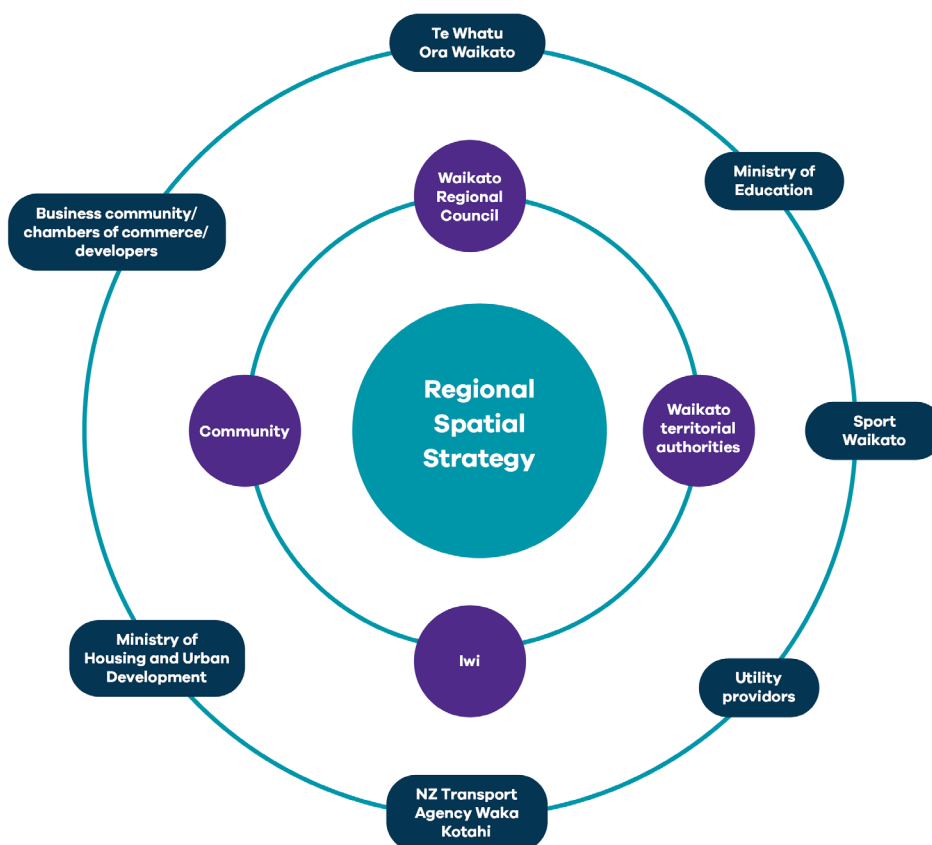 Te Whatu
Ora Waikato
Waikato
Regional
Council
Ministry of
Education
Business community/
chambers of commerce/
developers
Regional
Spatial
Strategy
Community
Waikato
territorial
authorities
Sport
Waikato
Ministry of
Housing and Urban
Development
Iwi
Utility
providors
NZ Transport
Agency Waka
Kotahi